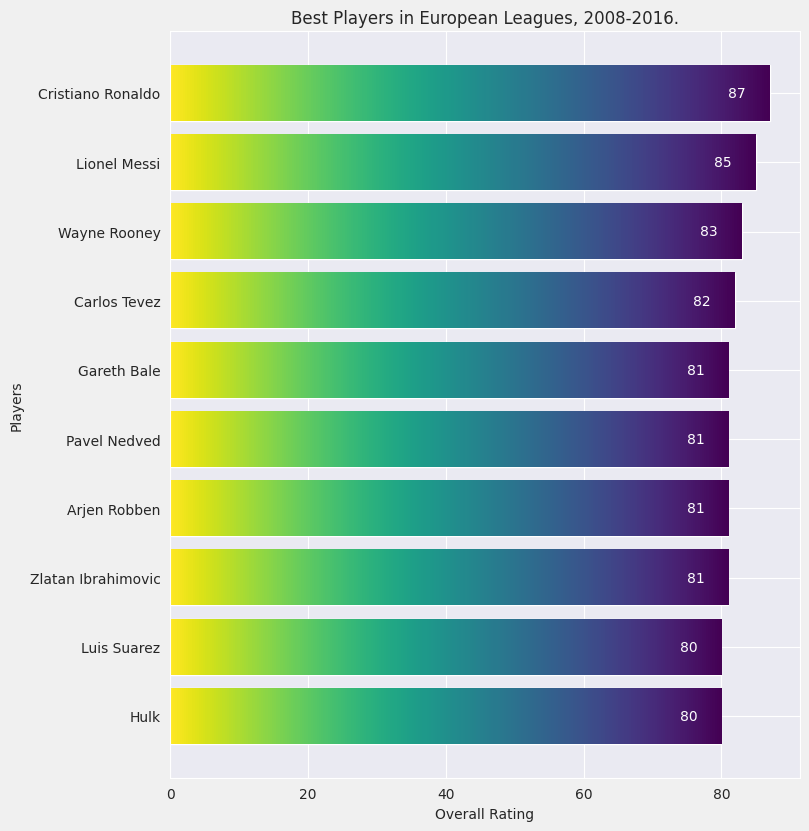 Best Players in European Leagues, 2008-2016.
Players
Cristiano Ronaldo 87
Lionel Messi 85
Wayne Rooney 83
Carlos Tevez 82
Gareth Bale 81
Pavel Nedved 81
Arjen Robben 81
Zlatan Ibrahimovic 81
Luis Suarez 80
Hulk 80
0 20 40 60 80
Overall Rating